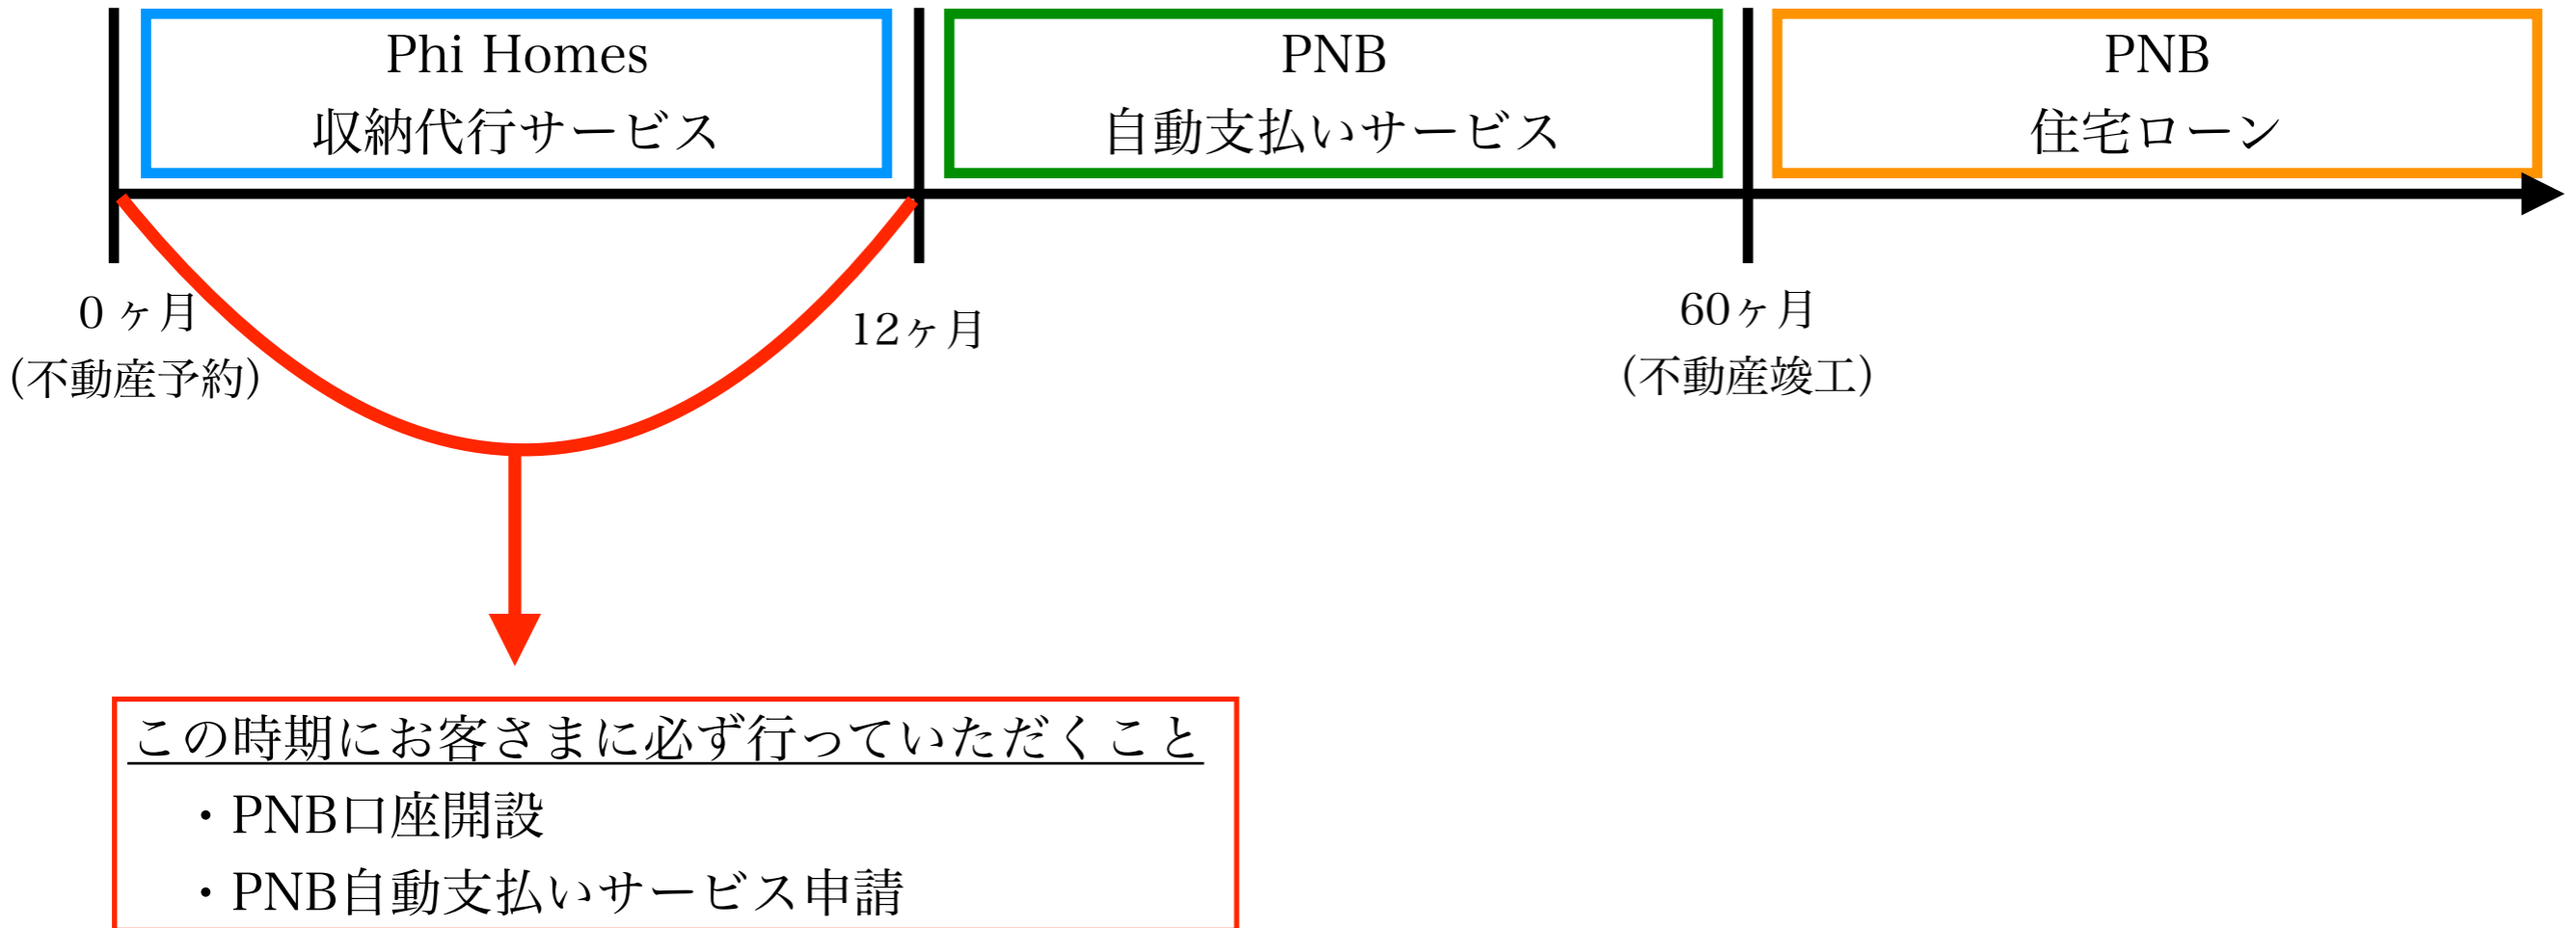 Phi Homes
収納代行サービス
PNB
自動支払いサービス
PNB
住宅ローン
0 ヶ月
(不動産予約)
12ヶ月
60ヶ月
(不動産竣工)
この時期にお客さまに必ず行っていただくこと
・PNB口座開設
・PNB自動支払いサービス申請